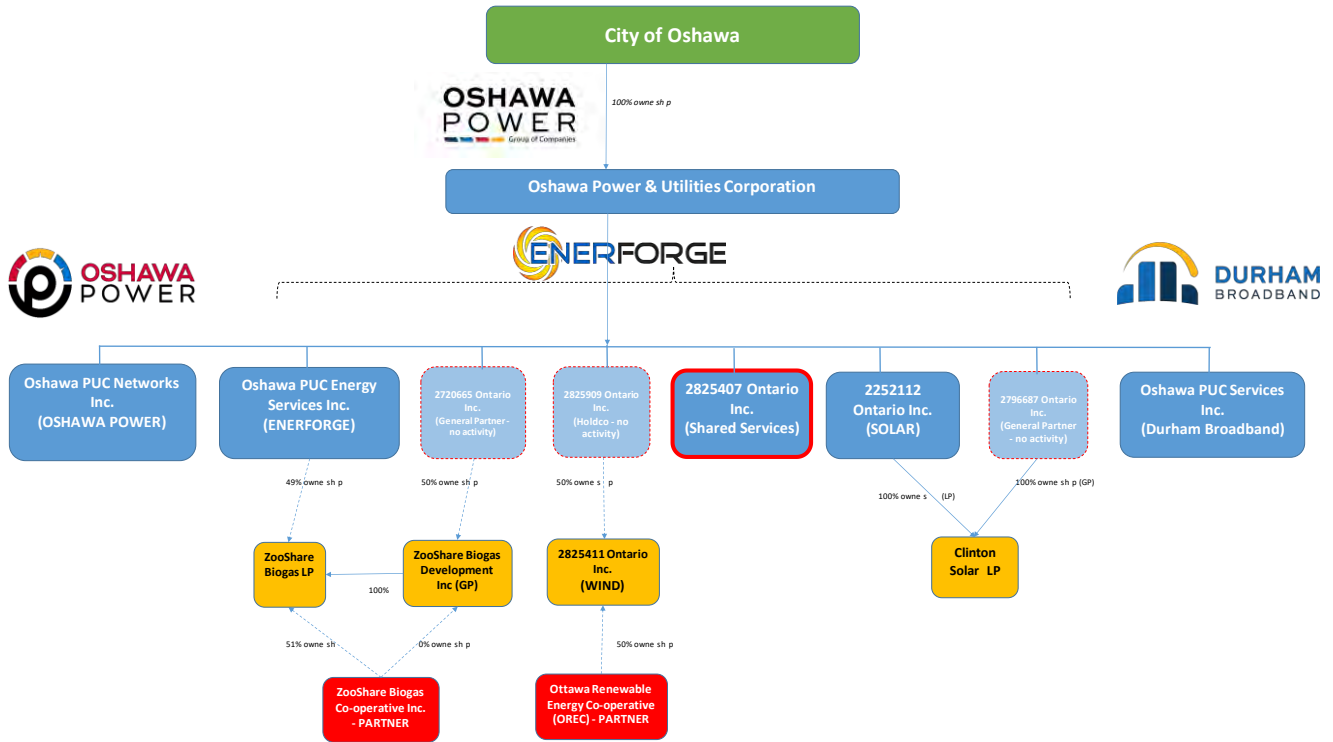 City of Oshawa
OSHAWA
POWER
Group of Companies
100% owne sh p
Oshawa Power & Utilities Corporation
ENERFORGE
OSHAWA
POWER
DURHAM
BROADBAND
Oshawa PUC Networks
Inc.
(OSHAWA POWER)
Oshawa PUC Energy
Services Inc.
(ENERFORGE)
2720665 Ontario
Inc.
(General Partner -
no activity)
2825909 Ontario
Inc.
(Holdco - no
activity)
2825407 Ontario
Inc.
(Shared Services)
2252112
Ontario Inc.
(SOLAR)
2796687 Ontario
Inc.
(General Partner
- no activity)
Oshawa PUC Services
Inc.
(Durham Broadband)
49% owne sh p
50% owne sh p
50% owne s p
100% owne s (LP)
100% owne sh p (GP)
ZooShare
Biogas LP
ZooShare Biogas
Development
Inc (GP)
2825411 Ontario
Inc.
(WIND)
Clinton
Solar LP
100%
51% owne sh
0% owne sh p
50% owne sh p
ZooShare Biogas
Co-operative Inc.
- PARTNER
Ottawa Renewable
Energy Co-operative
(OREC) - PARTNER